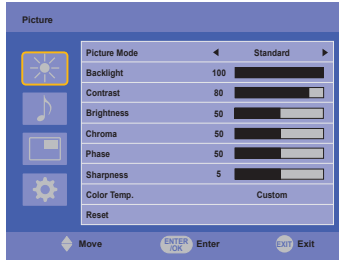 Picture
Picture Mode Standard
Backlight 100
Contrast 80
Brightness 50
Chroma 50
Phase 50
Sharpness 5
Color Temp. Custom
Reset
Move ENTER /OK Enter EXIT Exit